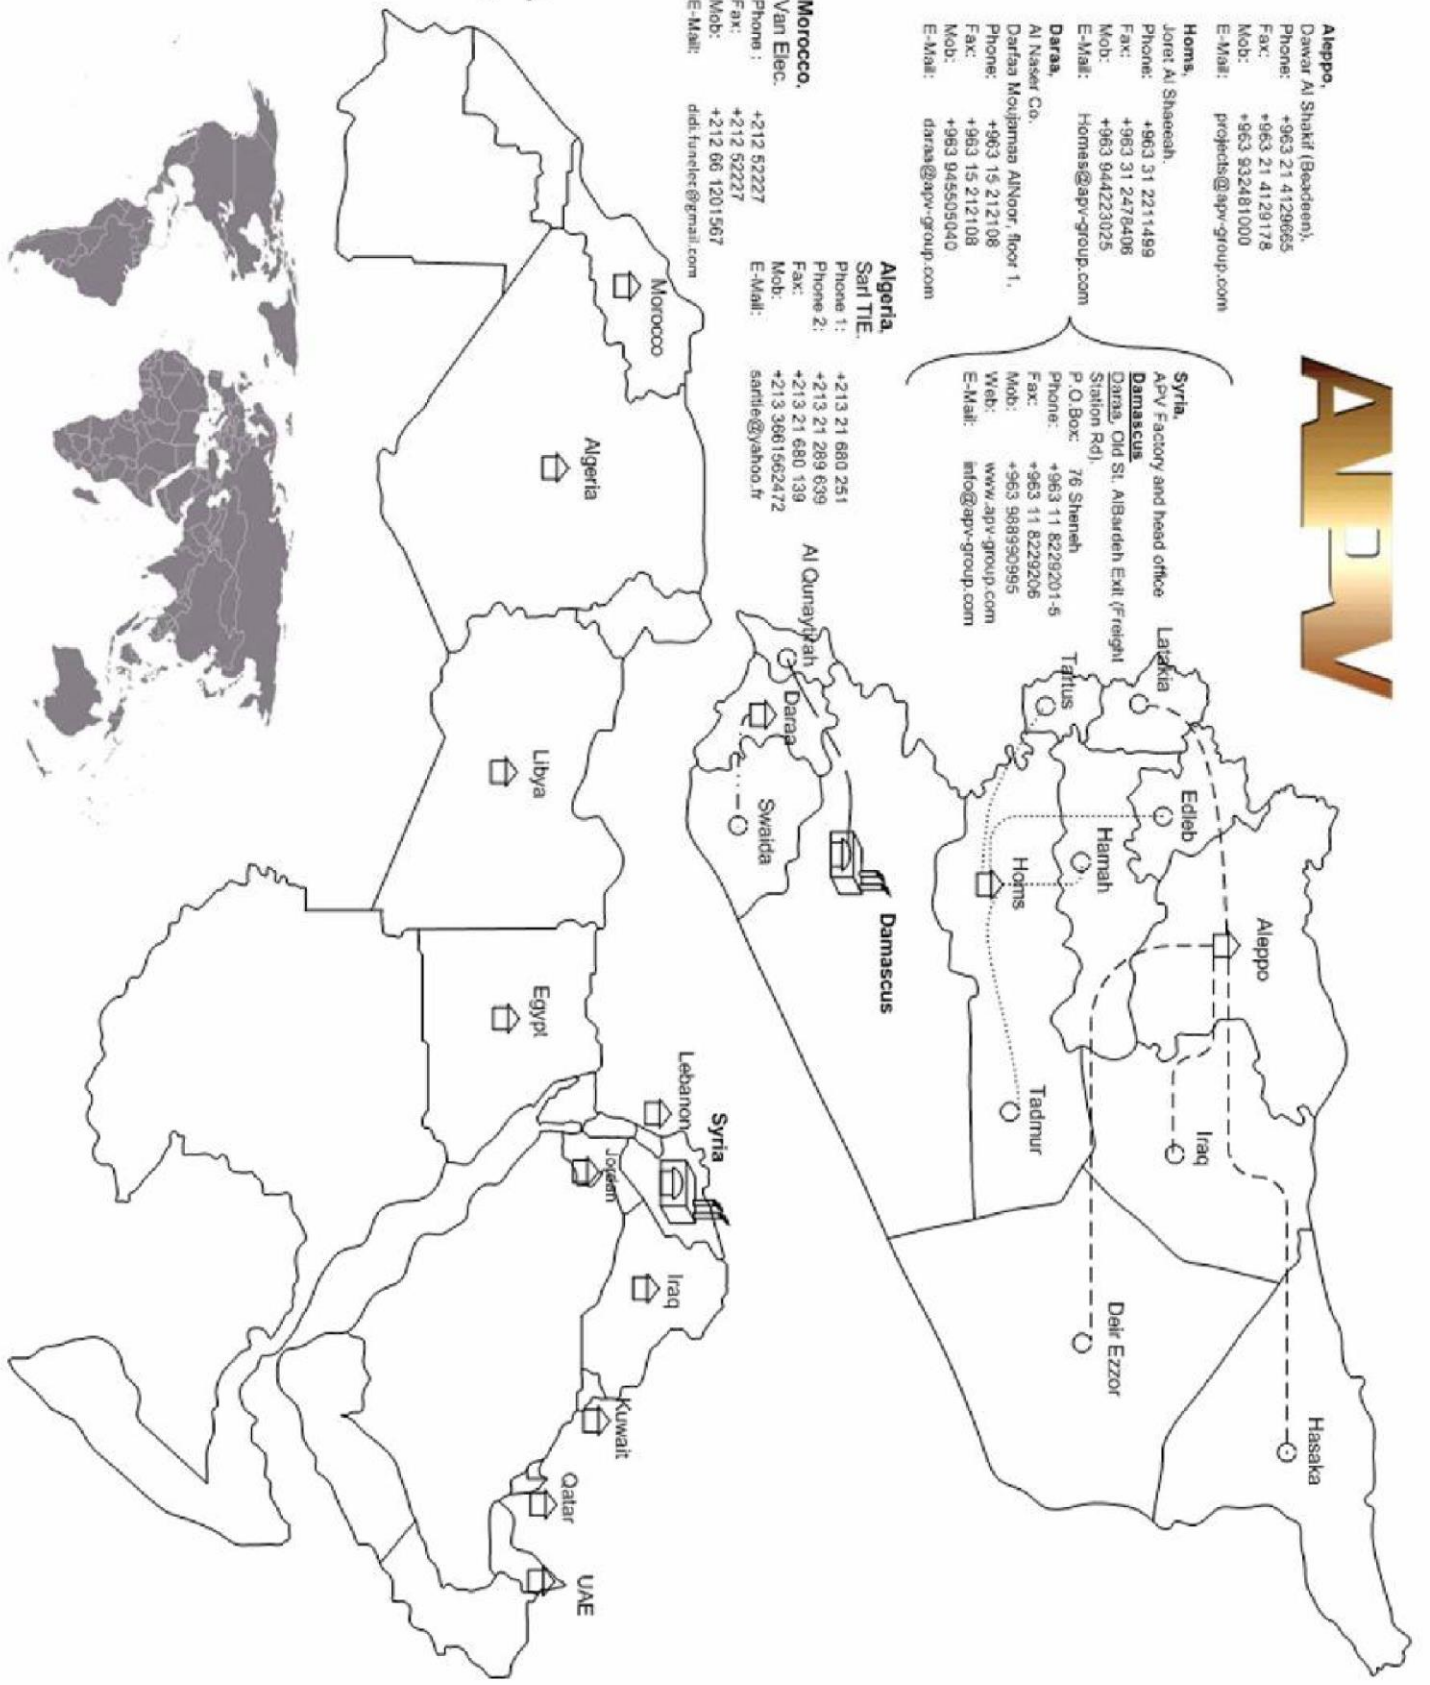 APV
Aleppo,
Dawar Al Shakif (Beadeen).
Phone: +963 21 4129665
Fax: +963 21 4129178
Mob: +963 932481000
E-Mail: projects@apv-group.com
Homs,
Joret Al Shaeeah.
Phone: +963 31 2211499
Fax: +963 31 2478406
Mob: +963 944223025
E-Mail: Homes@apv-group.com
Daraa,
Al Naser Co.
Darfaa Moujamaa AlNoor, floor 1,
Phone: +963 15 212108
Fax: +963 15 212108
Mob: +963 945505040
E-Mail: daraa@apv-group.com
Syria,
APV Factory and head office
Damascus
Daraa, Old St. AlBardeh Exit (Freight
Station Rd).
P.O.Box: 76 Sheneh
Phone: +963 11 8229201-5
Fax: +963 11 8229206
Mob: +963 988990995
Web: www.apv-group.com
E-Mail: info@apv-group.com
Morocco,
Van Elec.
Phone : +212 52227
Fax: +212 52227
Mob: +212 66 1201567
E-Mail: didi.funelec@gmail.com
Algeria,
Sarl TIE.
Phone 1: +213 21 680 251
Phone 2: +213 21 289 639
Fax: +213 21 680 139
Mob: +213 3661562472
E-Mail: sarltie@yahoo.fr
Latakia
Tartus
Edleb
Hamah
Homs
Aleppo
Tadmur
Iraq
Deir Ezzor
Hasaka
Al Qunaytirah
Daraa
Swaida
Damascus
Morocco
Algeria
Libya
Egypt
Lebanon
Syria
Jordan
Iraq
Kuwait
Qatar
UAE